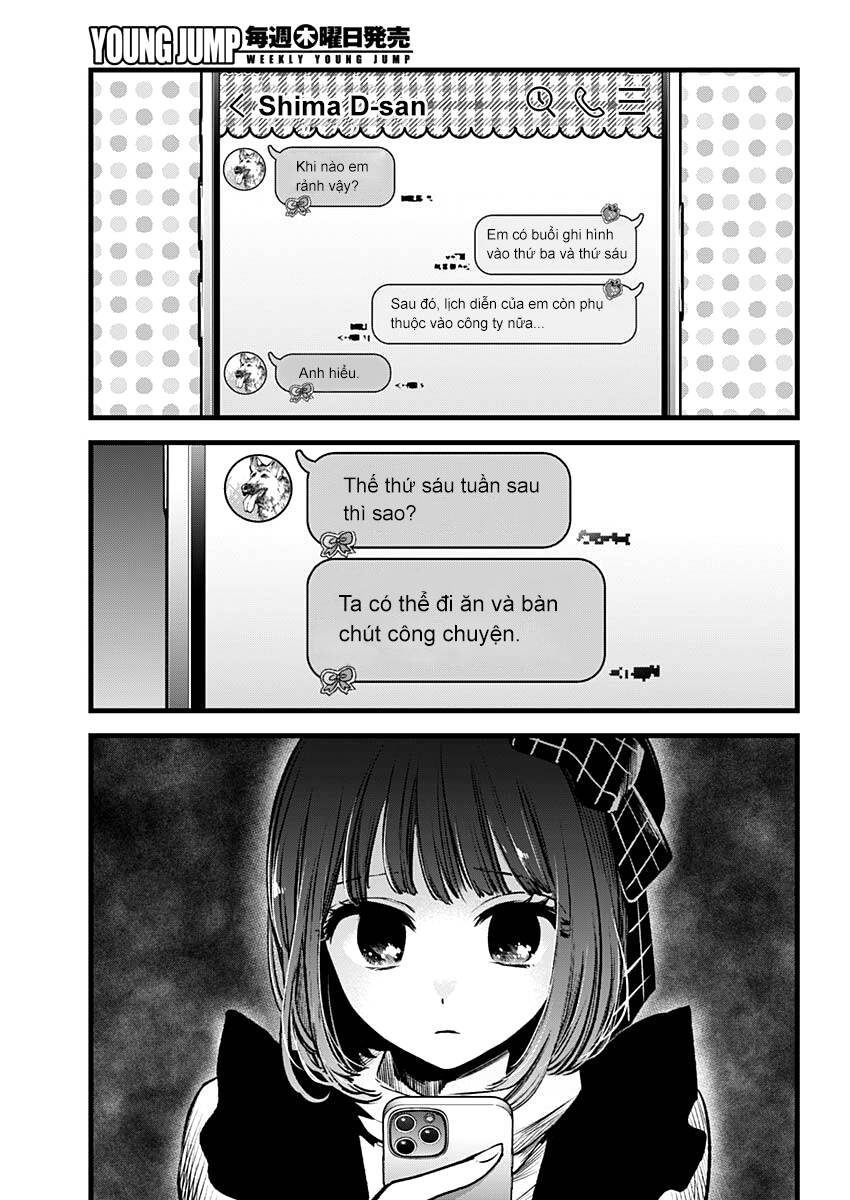 YOUNG JUMP 毎週木曜日発売
WEEKLY YOUNG JUMP
Shima D-san
Khi nào em
rảnh vậy?
Em có buổi ghi hình
vào thứ ba và thứ sáu
Sau đó, lịch diễn của em còn phụ
thuộc vào công ty nữa...
Anh hiểu.
Thế thứ sáu tuần sau
thì sao?
Ta có thể đi ăn và bàn
chút công chuyện.